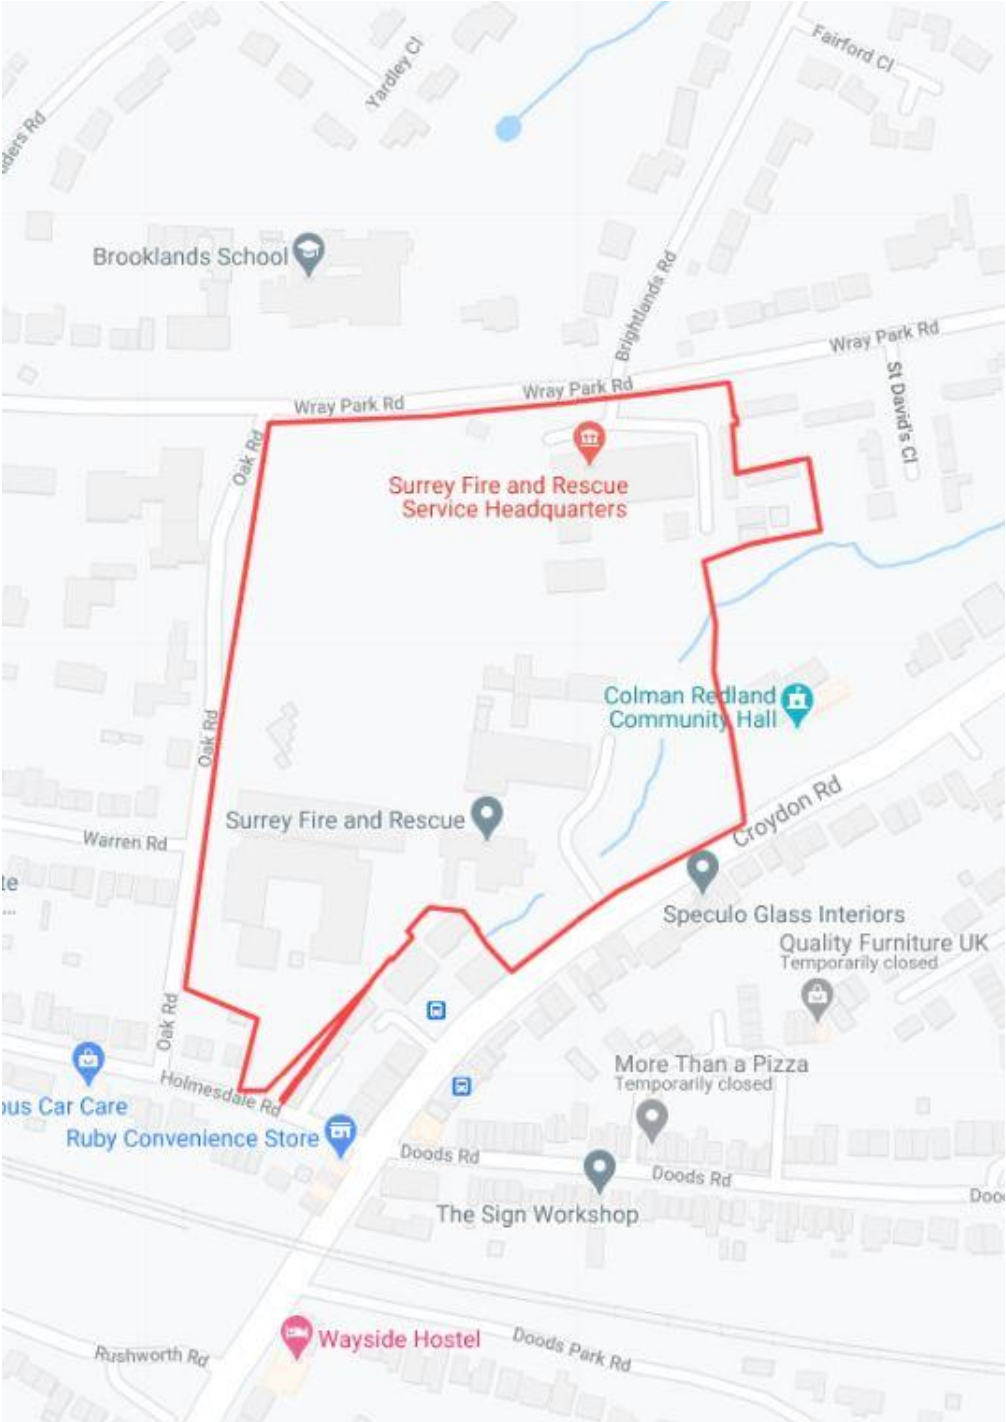 Fairford Cl
Yardley Cl
ders Rd
Brooklands School
Brightlands Rd
Wray Park Rd
St David's Cl
Wray Park Rd
Wray Park Rd
Oak Rd
Surrey Fire and Rescue
Service Headquarters
Colman Redland
Community Hall
Oak Rd
Croydon Rd
Surrey Fire and Rescue
Warren Rd
te
...
Speculo Glass Interiors
Quality Furniture UK
Temporarily closed
Oak Rd
More Than a Pizza
Temporarily closed
Holmesdale Rd
ous Car Care
Ruby Convenience Store
Doods Rd
Doods Rd
Doo
The Sign Workshop
Wayside Hostel
Doods Park Rd
Rushworth Rd